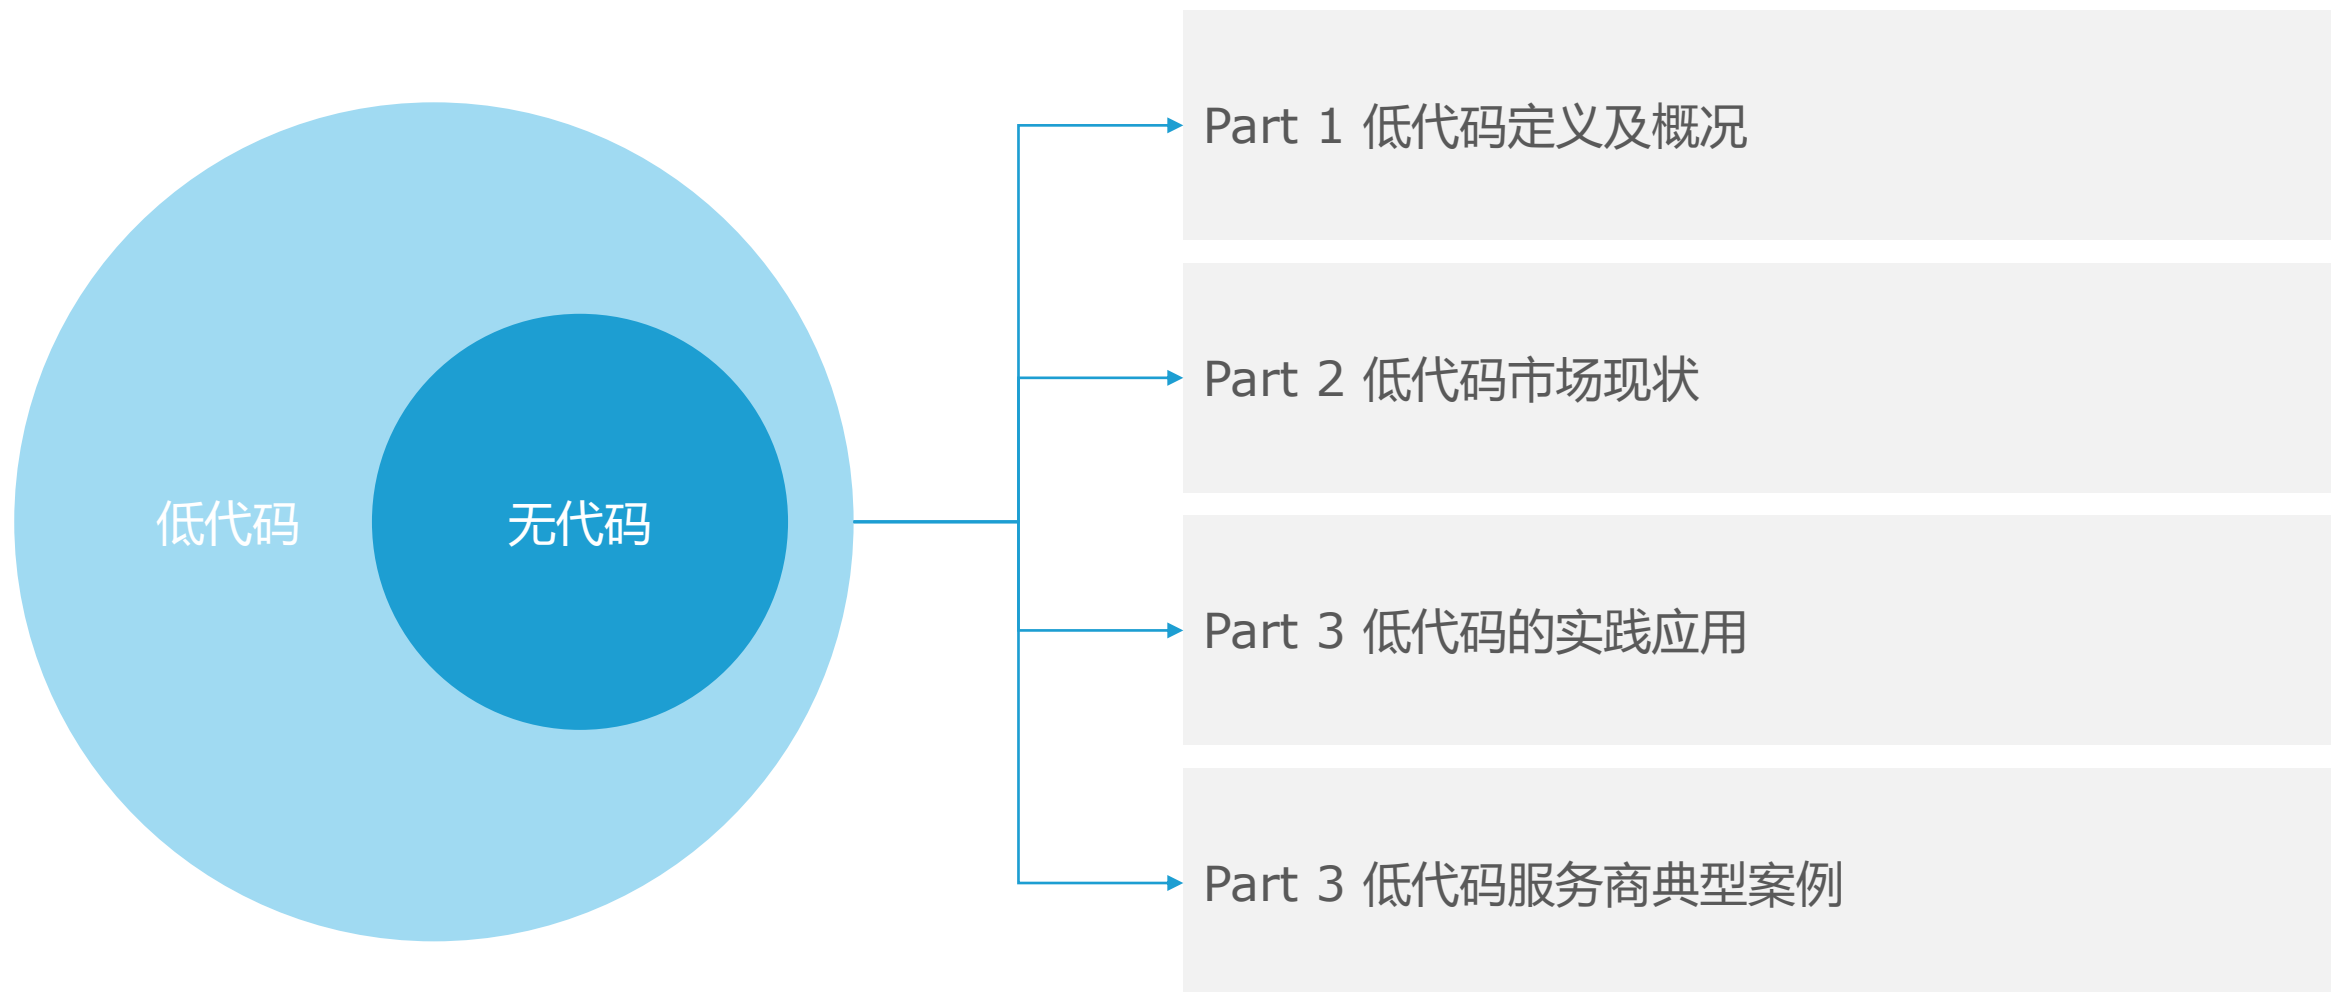 低代码
无代码
Part 1 低代码定义及概况
Part 2 低代码市场现状
Part 3 低代码的实践应用
Part 3 低代码服务商典型案例